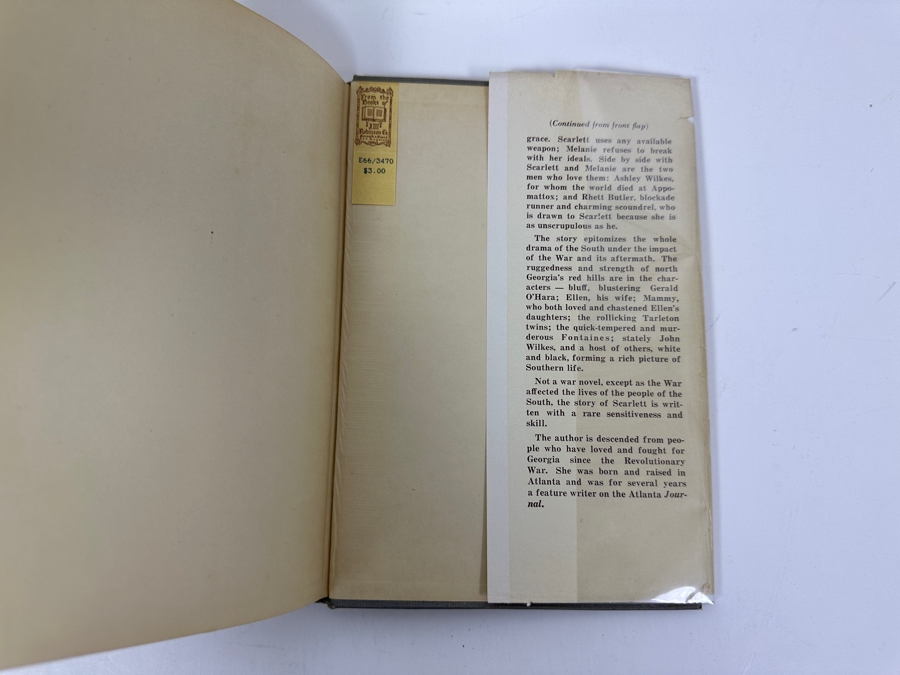 From the
Books of
Robinson Co.
E66/3470
$3.00
(Continued from front flap)
grace. Scarlett uses any available
weapon; Melanie refuses to break
with her ideals. Side by side with
Scarlett and Melanie are the two
men who love them: Ashley Wilkes,
for whom the world died at Appo-
mattox; and Rhett Butler, blockade
runner and charming scoundrel, who
is drawn to Scarlett because she is
as unscrupulous as he.
The story epitomizes the whole
drama of the South under the impact
of the War and its aftermath. The
ruggedness and strength of north
Georgia's red hills are in the char-
acters — bluff, blustering Gerald
O'Hara; Ellen, his wife; Mammy,
who both loved and chastened Ellen's
daughters; the rollicking Tarleton
twins; the quick-tempered and mur-
derous Fontaines; stately John
Wilkes, and a host of others, white
and black, forming a rich picture of
Southern life.
Not a war novel, except as the War
affected the lives of the people of the
South, the story of Scarlett is writ-
ten with a rare sensitiveness and
skill.
The author is descended from peo-
ple who have loved and fought for
Georgia since the Revolutionary
War. She was born and raised in
Atlanta and was for several years
a feature writer on the Atlanta Jour-
nal.